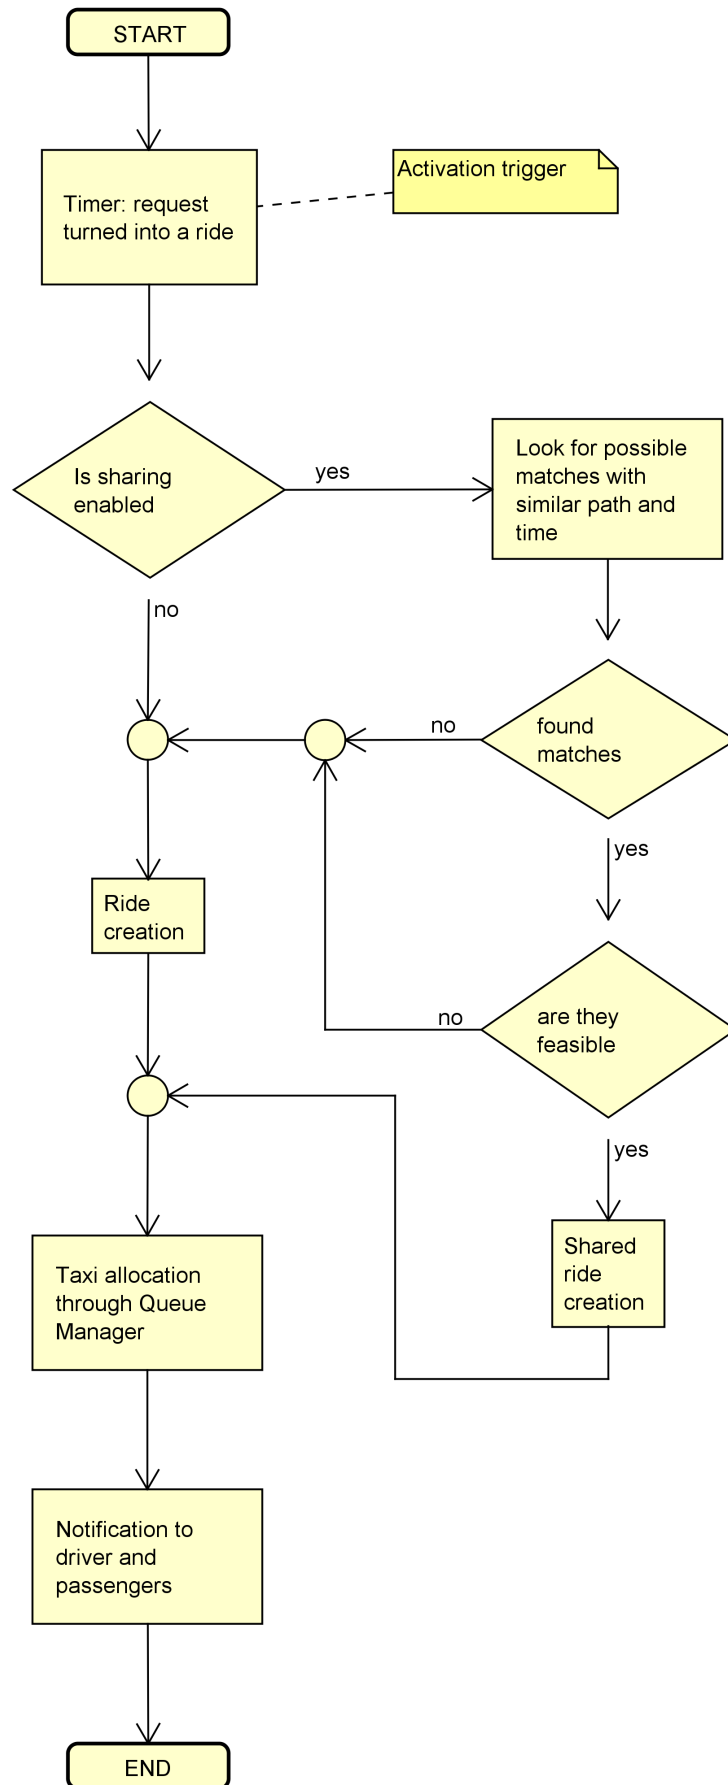 START
Timer: request
turned into a ride
Activation trigger
Is sharing
enabled
yes
Look for possible
matches with
similar path and
time
no
no
found
matches
yes
Ride
creation
no
are they
feasible
yes
Shared
ride
creation
Taxi allocation
through Queue
Manager
Notification to
driver and
passengers
END